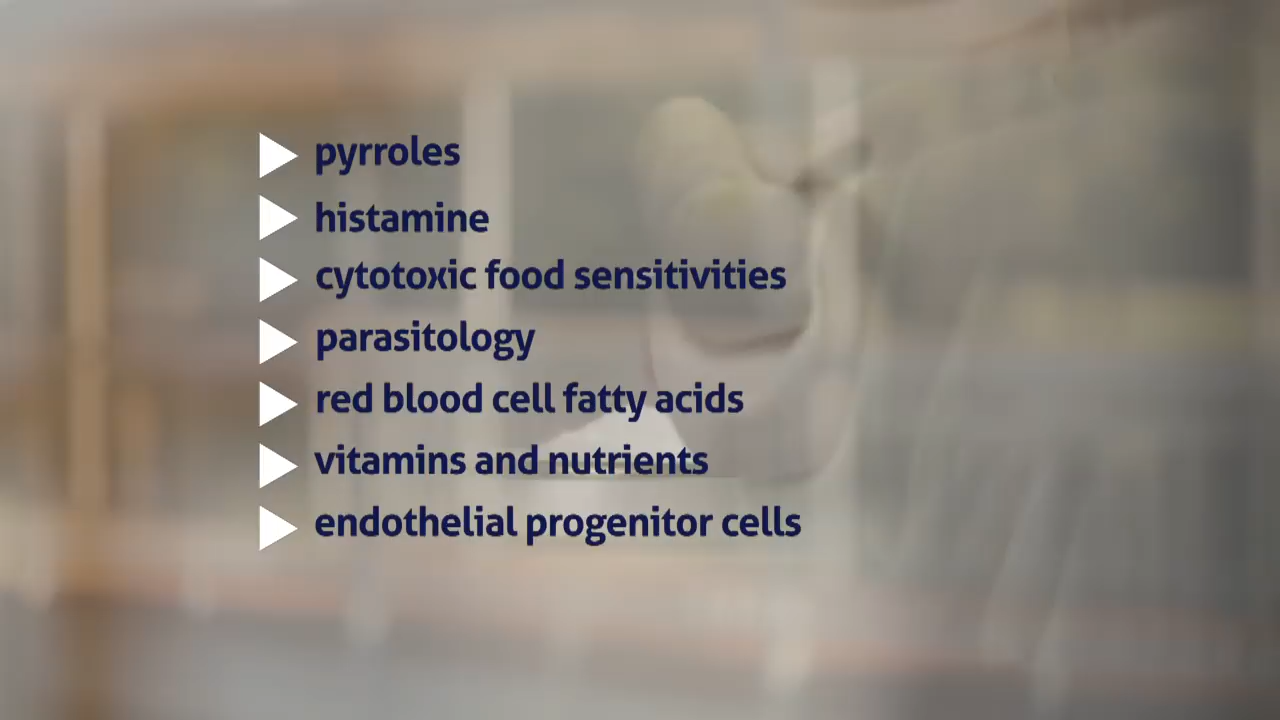 pyrroles
histamine
cytotoxic food sensitivities
parasitology
red blood cell fatty acids
vitamins and nutrients
endothelial progenitor cells